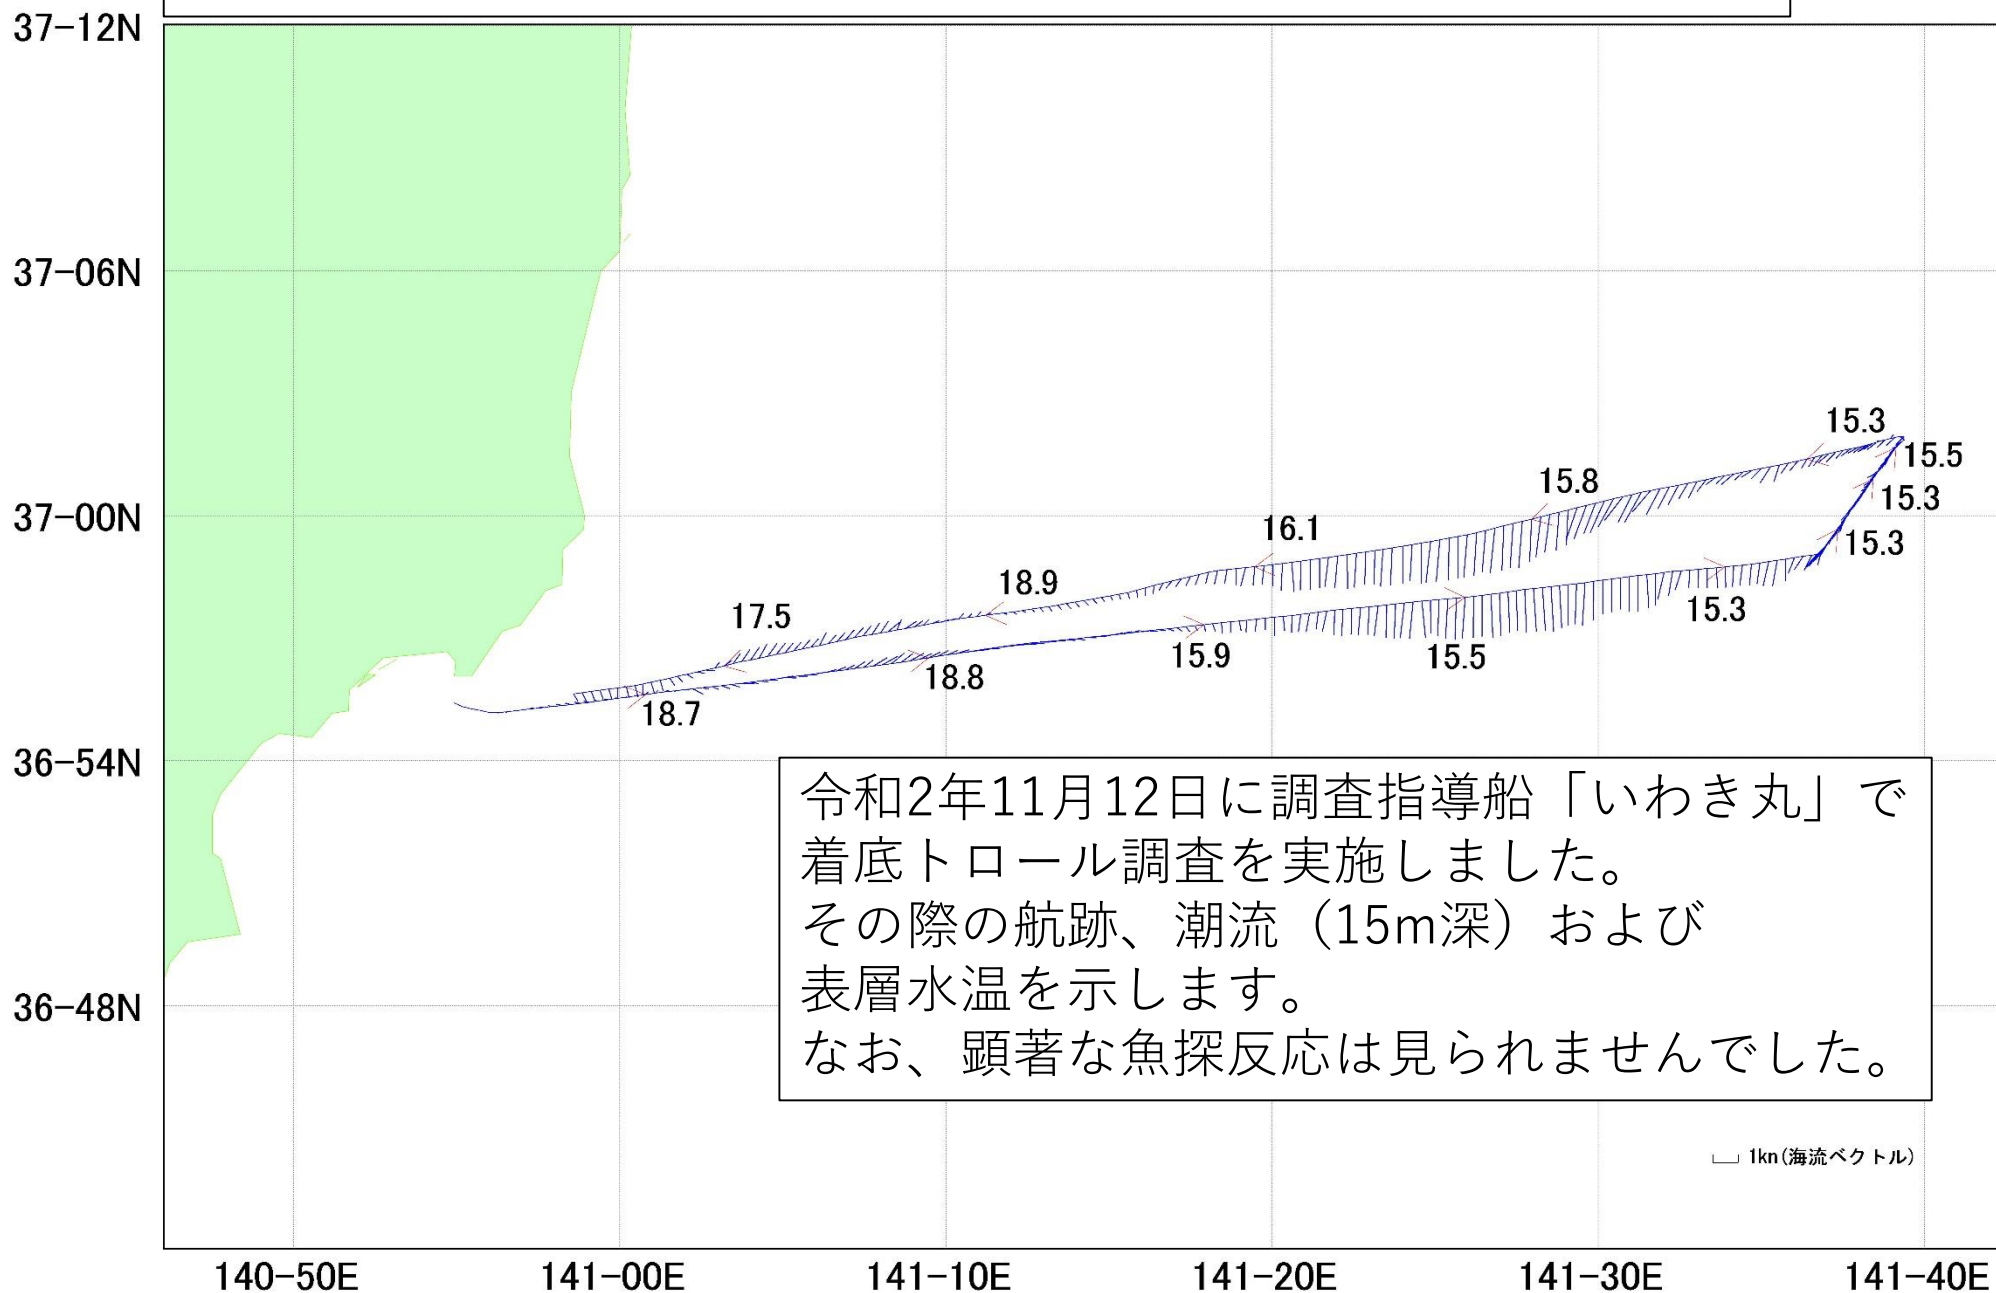 37-12N
37-06N
37-00N
36-54N
36-48N
15.3
15.5
15.8
15.3
16.1
15.3
18.9
17.5
15.3
15.9
15.5
18.8
18.7
令和2年11月12日に調査指導船「いわき丸」で
着底トロール調査を実施しました。
その際の航跡、潮流（15m深）および
表層水温を示します。
なお、顕著な魚探反応は見られませんでした。
1kn(海流ベクトル)
140-50E
141-00E
141-10E
141-20E
141-30E
141-40E